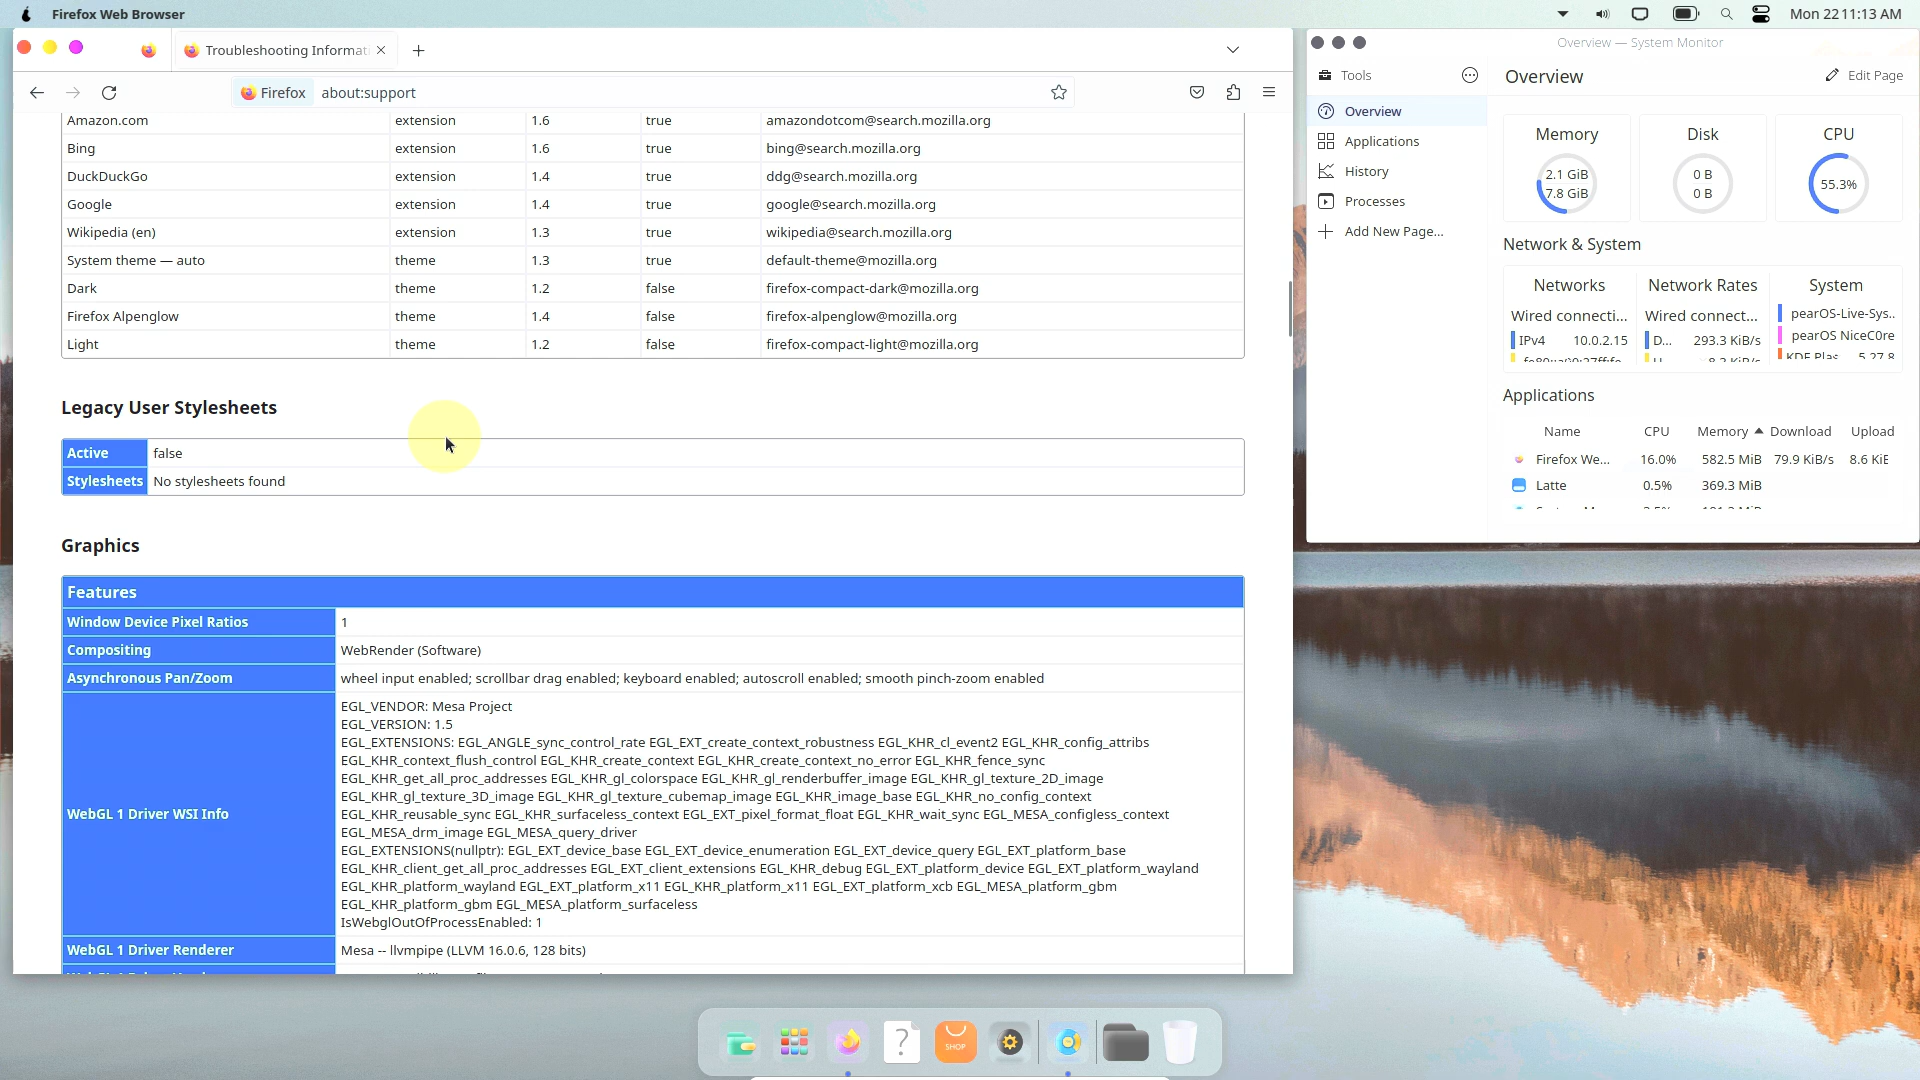 Firefox Web Browser
Mon 22 11:13 AM
Troubleshooting Informati
Firefox
about:support
Amazon.com extension 1.6 true amazondotcom@search.mozilla.org
Bing extension 1.6 true bing@search.mozilla.org
DuckDuckGo extension 1.4 true ddg@search.mozilla.org
Google extension 1.4 true google@search.mozilla.org
Wikipedia (en) extension 1.3 true wikipedia@search.mozilla.org
System theme — auto theme 1.3 true default-theme@mozilla.org
Dark theme 1.2 false firefox-compact-dark@mozilla.org
Firefox Alpenglow theme 1.4 false firefox-alpenglow@mozilla.org
Light theme 1.2 false firefox-compact-light@mozilla.org
Legacy User Stylesheets
Active false
Stylesheets No stylesheets found
Graphics
Features
Window Device Pixel Ratios 1
Compositing WebRender (Software)
Asynchronous Pan/Zoom wheel input enabled; scrollbar drag enabled; keyboard enabled; autoscroll enabled; smooth pinch-zoom enabled
WebGL 1 Driver WSI Info
EGL_VENDOR: Mesa Project
EGL_VERSION: 1.5
EGL_EXTENSIONS: EGL_ANGLE_sync_control_rate EGL_EXT_create_context_robustness EGL_KHR_cl_event2 EGL_KHR_config_attribs
EGL_KHR_context_flush_control EGL_KHR_create_context EGL_KHR_create_context_no_error EGL_KHR_fence_sync
EGL_KHR_get_all_proc_addresses EGL_KHR_gl_colorspace EGL_KHR_gl_renderbuffer_image EGL_KHR_gl_texture_2D_image
EGL_KHR_gl_texture_3D_image EGL_KHR_gl_texture_cubemap_image EGL_KHR_image_base EGL_KHR_no_config_context
EGL_KHR_reusable_sync EGL_KHR_surfaceless_context EGL_EXT_pixel_format_float EGL_KHR_wait_sync EGL_MESA_configless_context
EGL_MESA_drm_image EGL_MESA_query_driver
EGL_EXTENSIONS(nullptr): EGL_EXT_device_base EGL_EXT_device_enumeration EGL_EXT_device_query EGL_EXT_platform_base
EGL_KHR_client_get_all_proc_addresses EGL_EXT_client_extensions EGL_KHR_debug EGL_EXT_platform_device EGL_EXT_platform_wayland
EGL_KHR_platform_wayland EGL_EXT_platform_x11 EGL_KHR_platform_x11 EGL_EXT_platform_xcb EGL_MESA_platform_gbm
EGL_KHR_platform_gbm EGL_MESA_platform_surfaceless
IsWebglOutOfProcessEnabled: 1
WebGL 1 Driver Renderer Mesa -- llvmpipe (LLVM 16.0.6, 128 bits)
Overview — System Monitor
Tools
Overview
Edit Page
Overview
Applications
History
Processes
Add New Page...
Memory
2.1 GiB
7.8 GiB
Disk
0 B
0 B
CPU
55.3%
Network & System
Networks
Wired connecti...
IPv4 10.0.2.15
Network Rates
Wired connect...
D... 293.3 KiB/s
System
pearOS-Live-Sys..
pearOS NiceC0re
KDE Plas 5.27.8
Applications
Name CPU Memory Download Upload
Firefox We... 16.0% 582.5 MiB 79.9 KiB/s 8.6 KiE
Latte 0.5% 369.3 MiB
?
SHOP